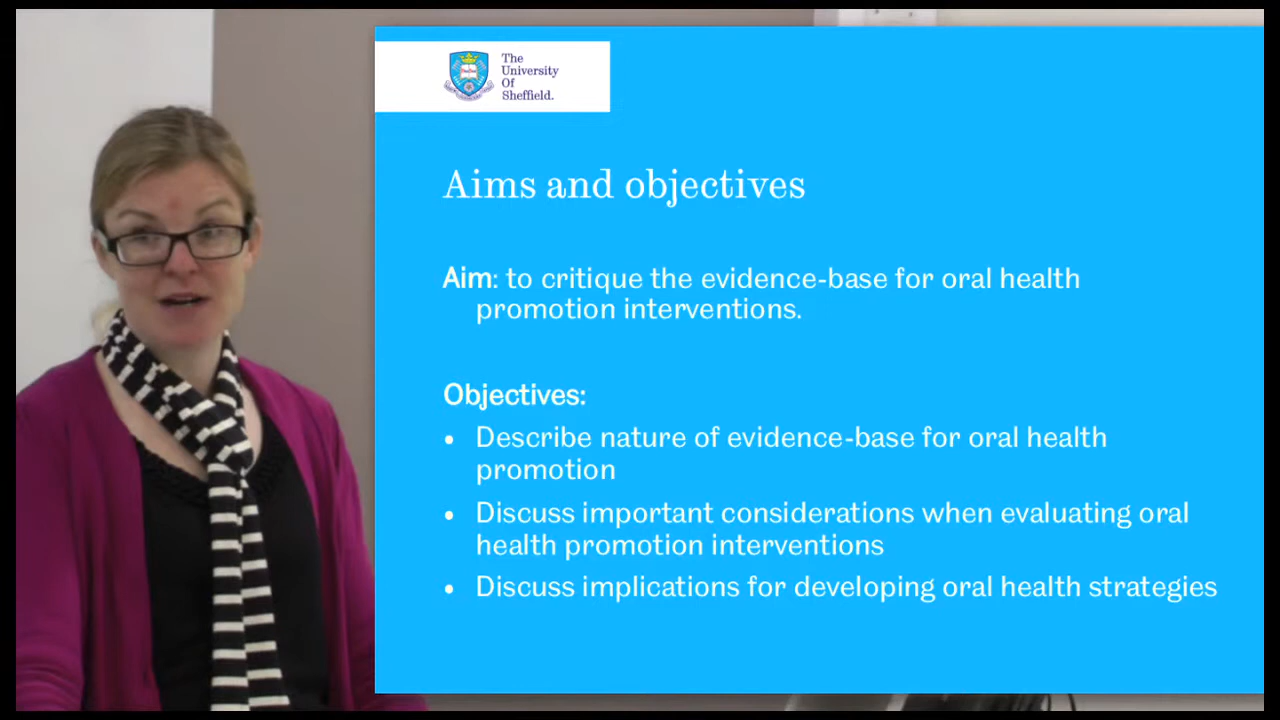 The
University
Of
Sheffield.
Aims and objectives
Aim: to critique the evidence-base for oral health
promotion interventions.
Objectives:
• Describe nature of evidence-base for oral health
promotion
• Discuss important considerations when evaluating oral
health promotion interventions
• Discuss implications for developing oral health strategies